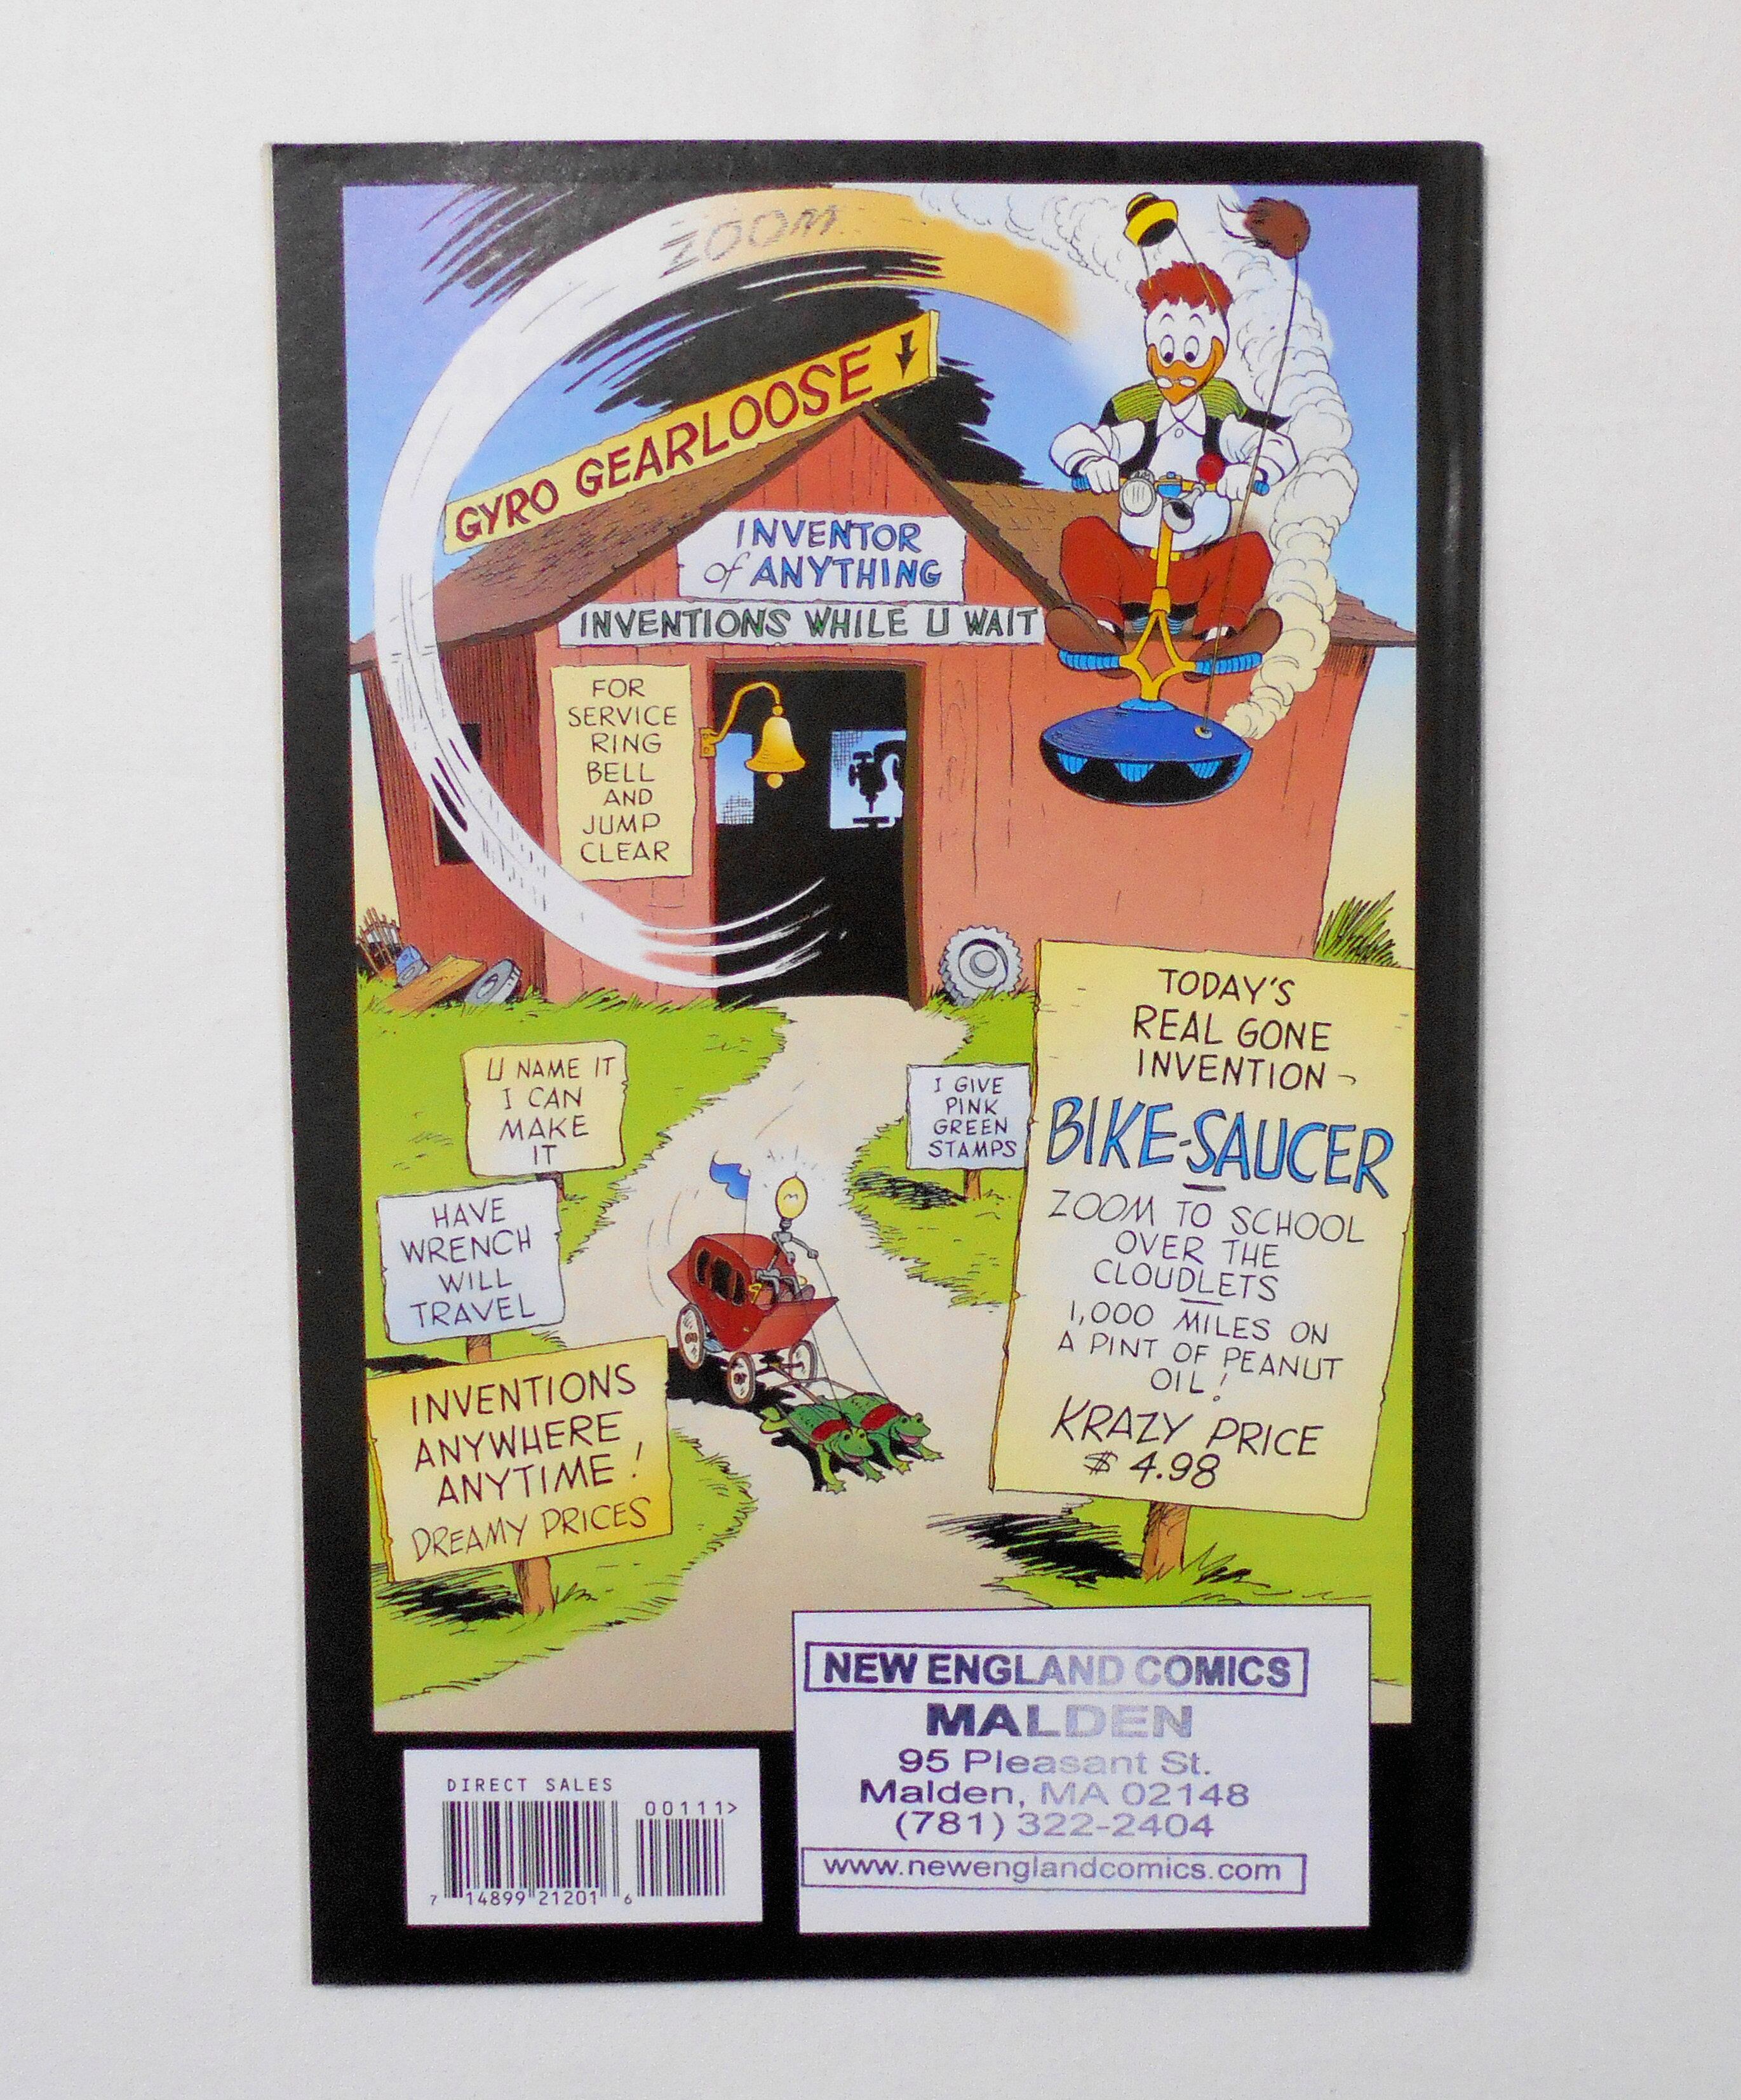 ZOOM
GYRO GEARLOOSE
INVENTOR
of ANYTHING
INVENTIONS WHILE U WAIT
FOR
SERVICE
RING
BELL
AND
JUMP
CLEAR
TODAY'S
REAL GONE
INVENTION
BIKE-SAUCER
ZOOM TO SCHOOL
OVER THE
CLOUDLETS
1,000 MILES ON
A PINT OF PEANUT
OIL!
KRAZY PRICE
$ 4.98
U NAME IT
I CAN
MAKE
IT
I GIVE
PINK
GREEN
STAMPS
HAVE
WRENCH
WILL
TRAVEL
INVENTIONS
ANYWHERE
ANYTIME!
DREAMY PRICES
NEW ENGLAND COMICS
MALDEN
95 Pleasant St.
Malden, MA 02148
(781) 322-2404
www.newenglandcomics.com
DIRECT SALES
00111>
7 14899 21201 6